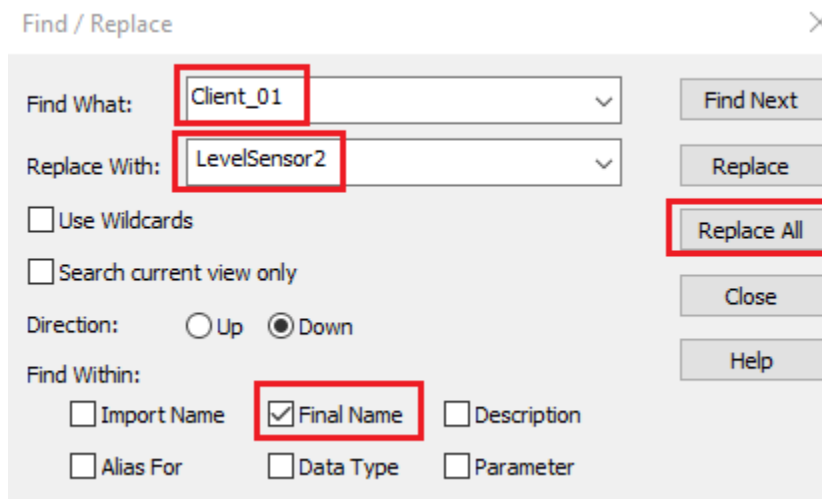 Find / Replace
Find What: Client_01 Find Next
Replace With: LevelSensor2 Replace
Use Wildcards Replace All
Search current view only
Close
Direction: Up Down
Help
Find Within:
Import Name Final Name Description
Alias For Data Type Parameter